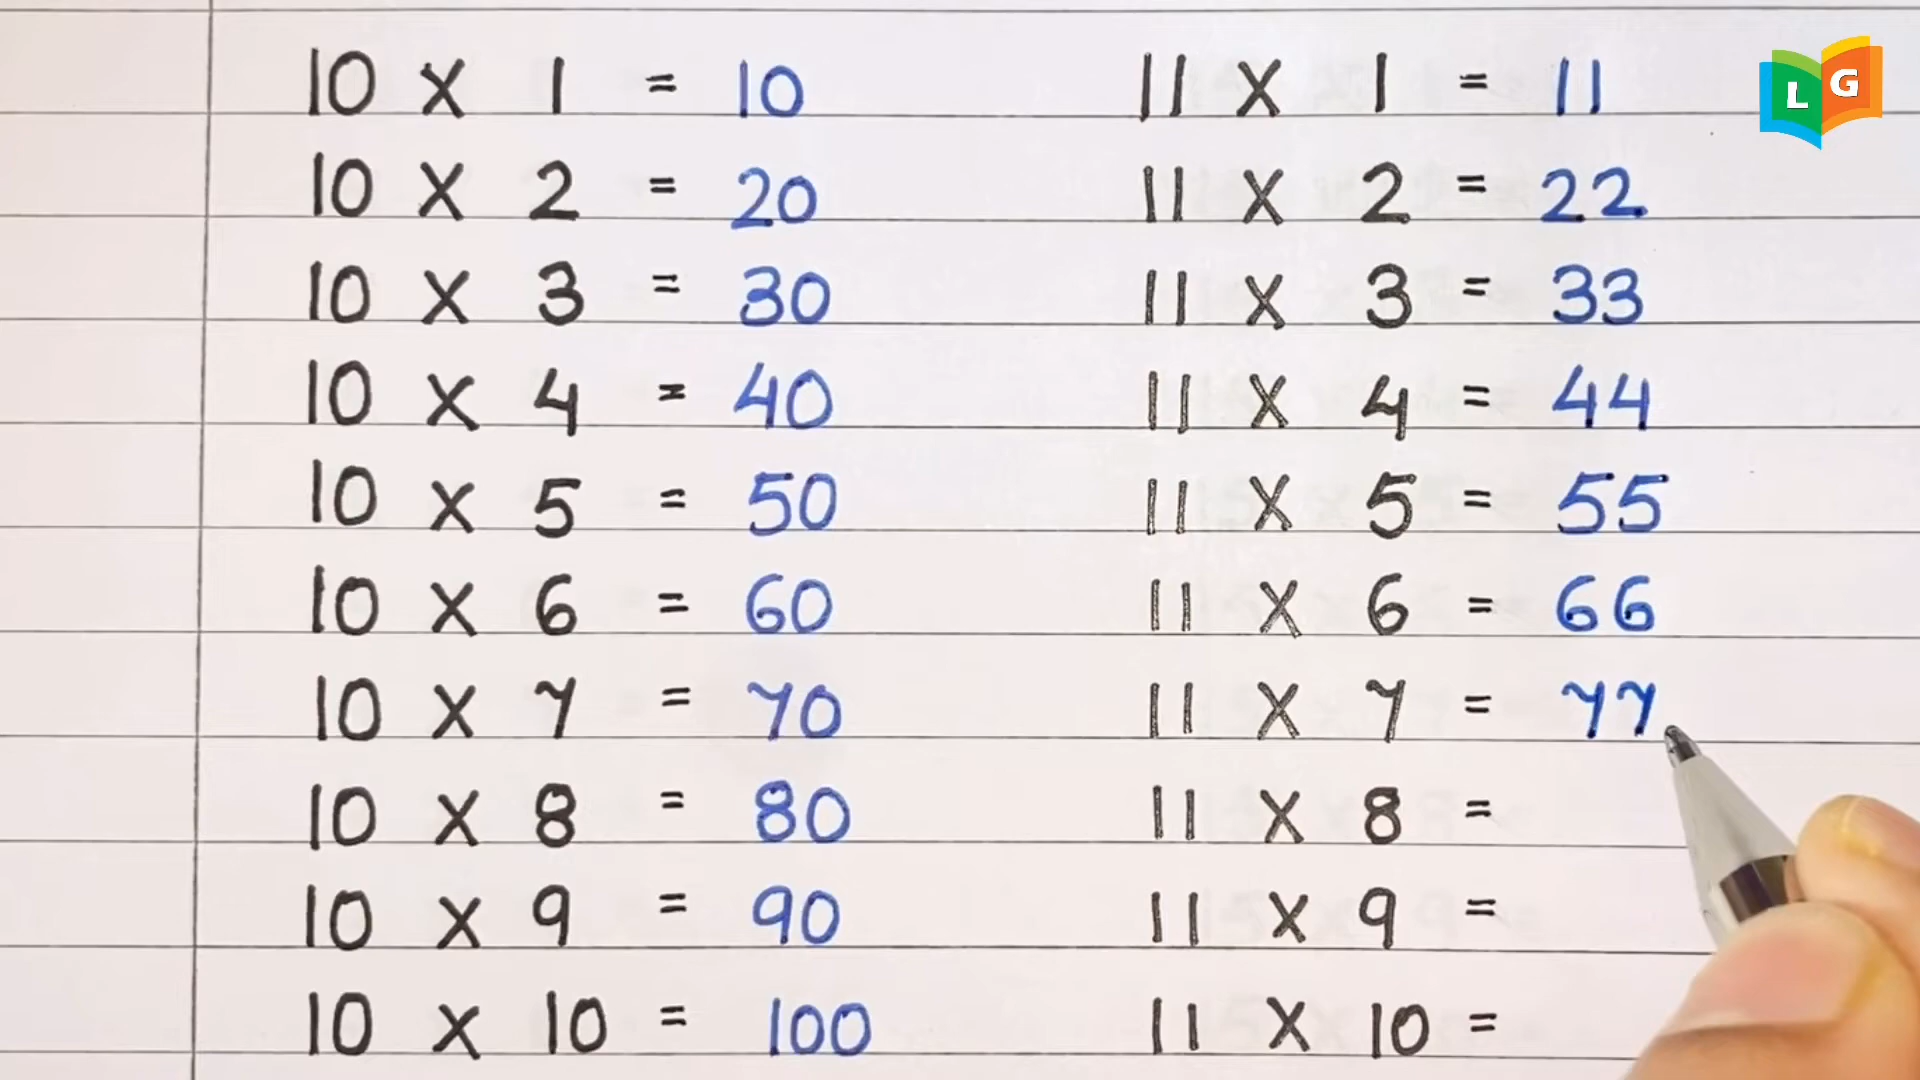 10 X 1 = 10
10 X 2 = 20
10 X 3 = 30
10 X 4 = 40
10 X 5 = 50
10 X 6 = 60
10 X 7 = 70
10 X 8 = 80
10 X 9 = 90
10 X 10 = 100
11 X 1 = 11
11 X 2 = 22
11 X 3 = 33
11 X 4 = 44
11 X 5 = 55
11 X 6 = 66
11 X 7 = 77
11 X 8 =
11 X 9 =
11 X 10 =
LG